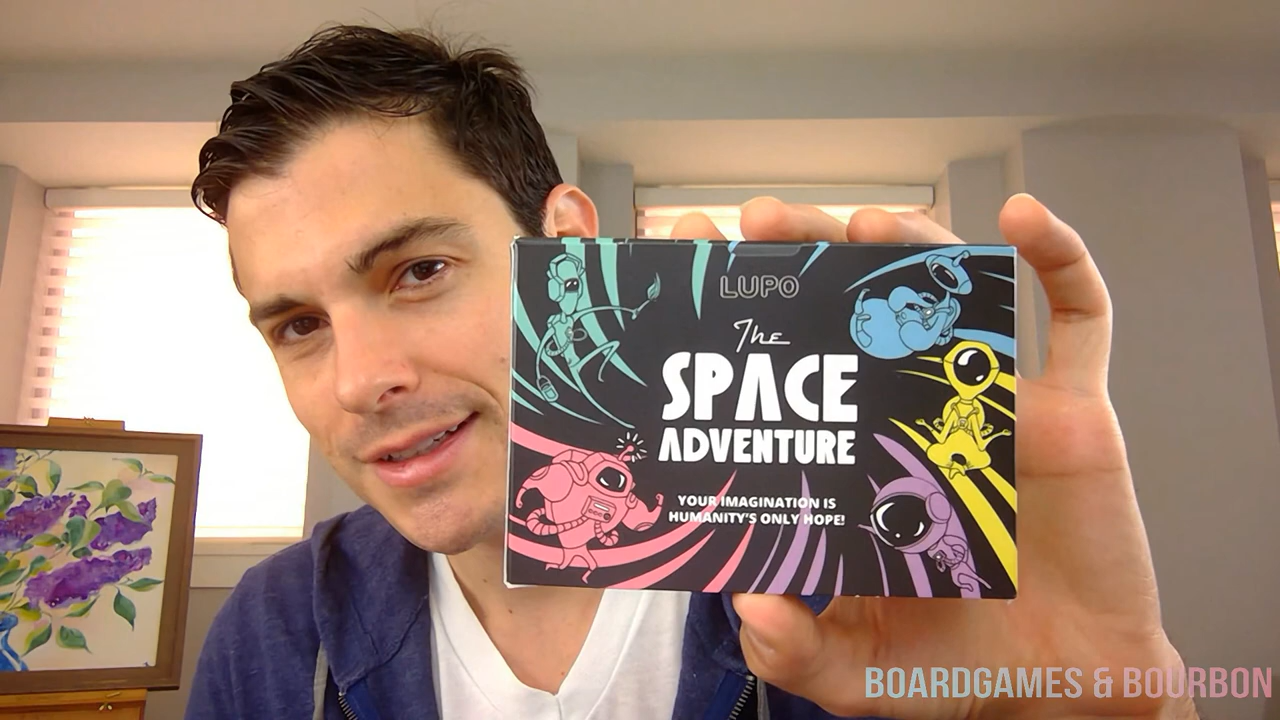 LUPO
The
SPACE
ADVENTURE
YOUR IMAGINATION IS
HUMANITY'S ONLY HOPE!
BOARDGAMES & BOURBON